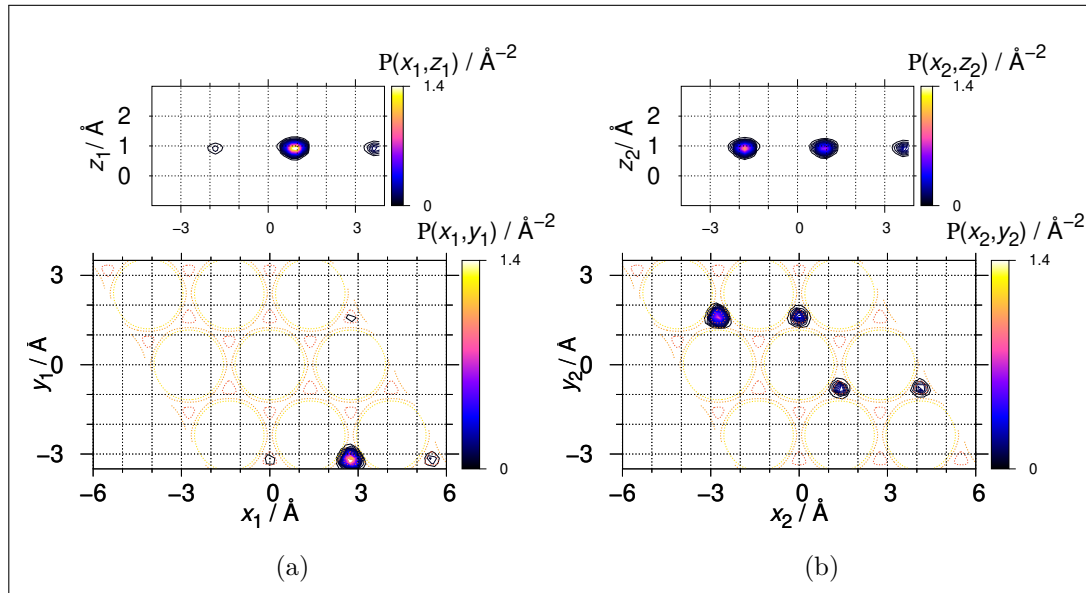 P(x₁,z₁) / Å⁻² P(x₂,z₂) / Å⁻²
1.4 1.4
2 2
1 1
0 0
z₁/ Å z₂/ Å
0 0
−3 0 3 −3 0 3
P(x₁,y₁) / Å⁻² P(x₂,y₂) / Å⁻²
1.4 1.4
3 3
0 0
−3 −3
y₁/ Å y₂/ Å
0 0
−6 −3 0 3 6 −6 −3 0 3 6
x₁ / Å x₂ / Å
(a) (b)